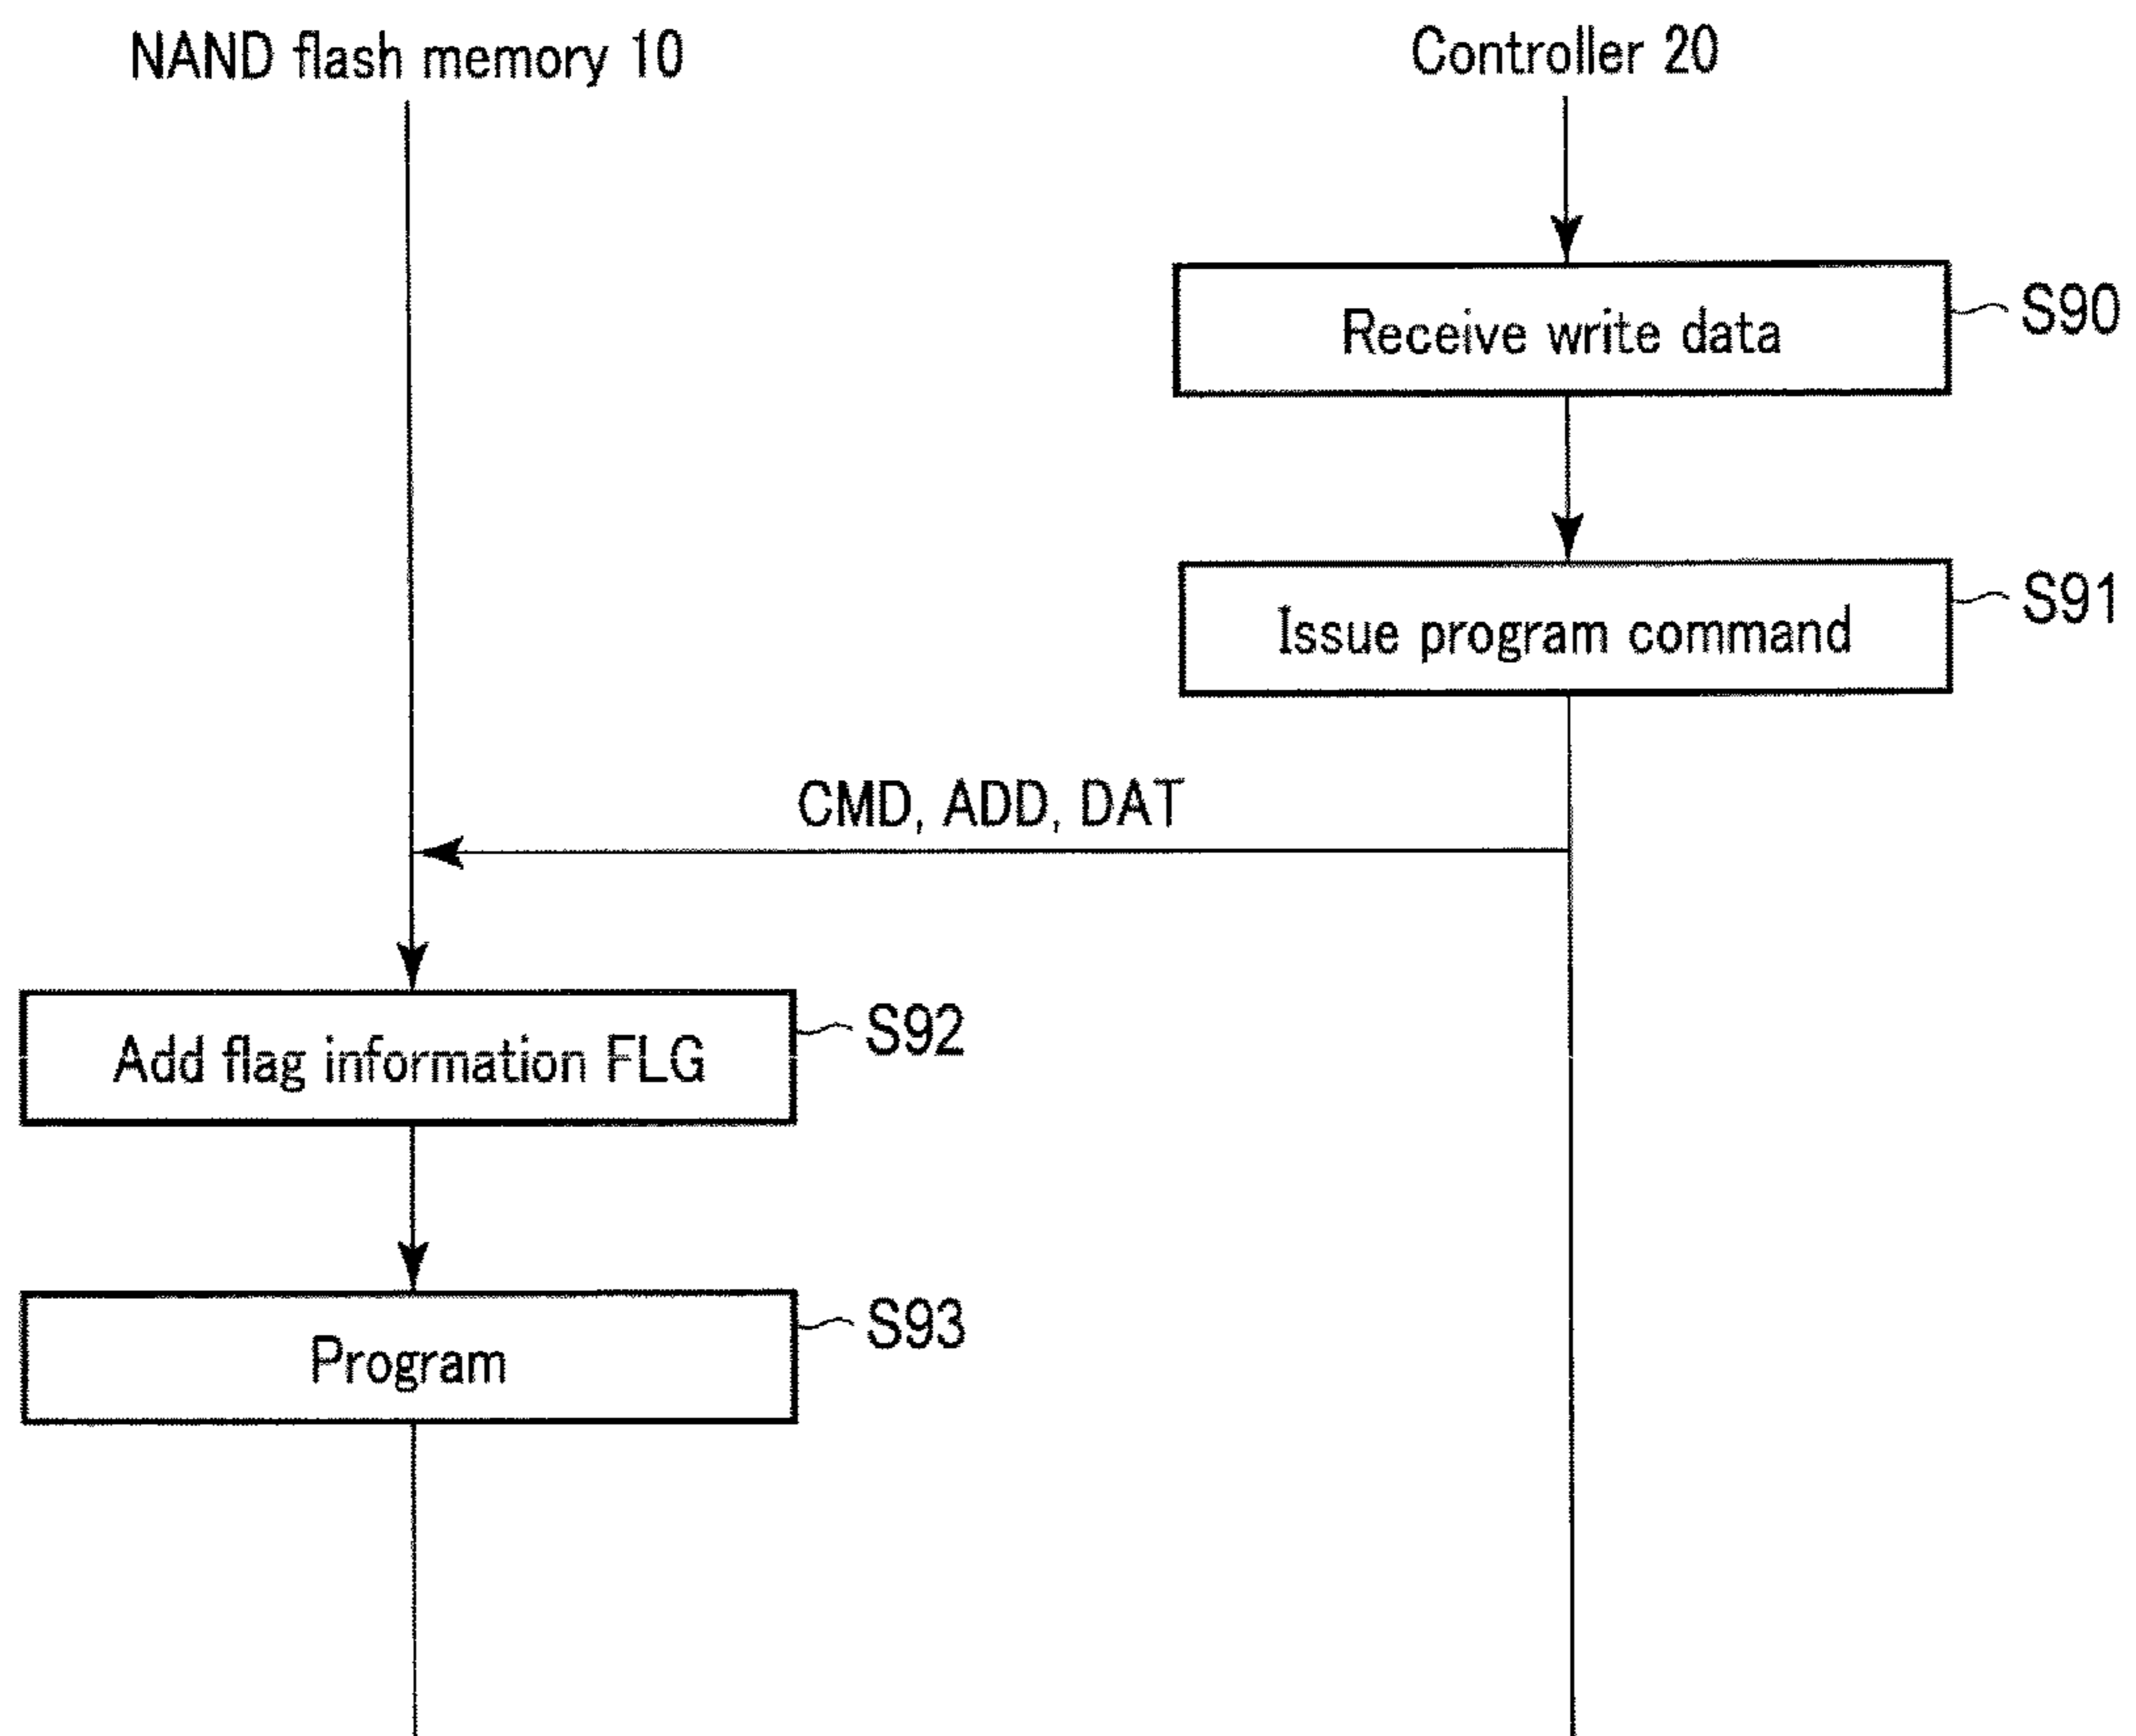 NAND flash memory 10
Controller 20
Receive write data
S90
Issue program command
S91
CMD, ADD, DAT
Add flag information FLG
S92
Program
S93